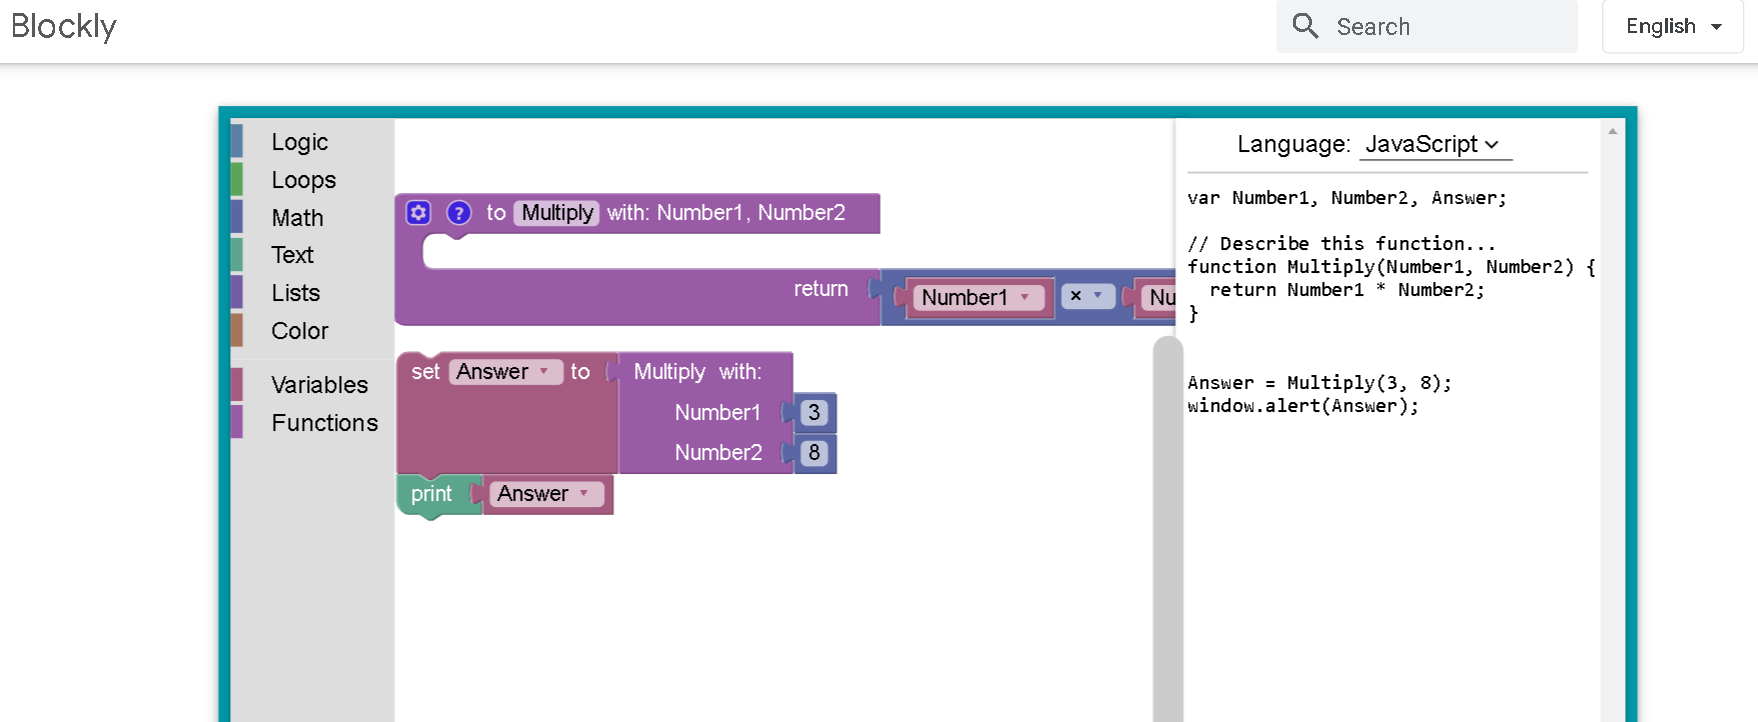 Blockly
Search
English
Logic
Loops
Math
Text
Lists
Color
Variables
Functions
? to Multiply with: Number1, Number2
return Number1 × Nu
set Answer to Multiply with:
Number1 3
Number2 8
print Answer
Language: JavaScript
var Number1, Number2, Answer;
// Describe this function...
function Multiply(Number1, Number2) {
return Number1 * Number2;
}
Answer = Multiply(3, 8);
window.alert(Answer);